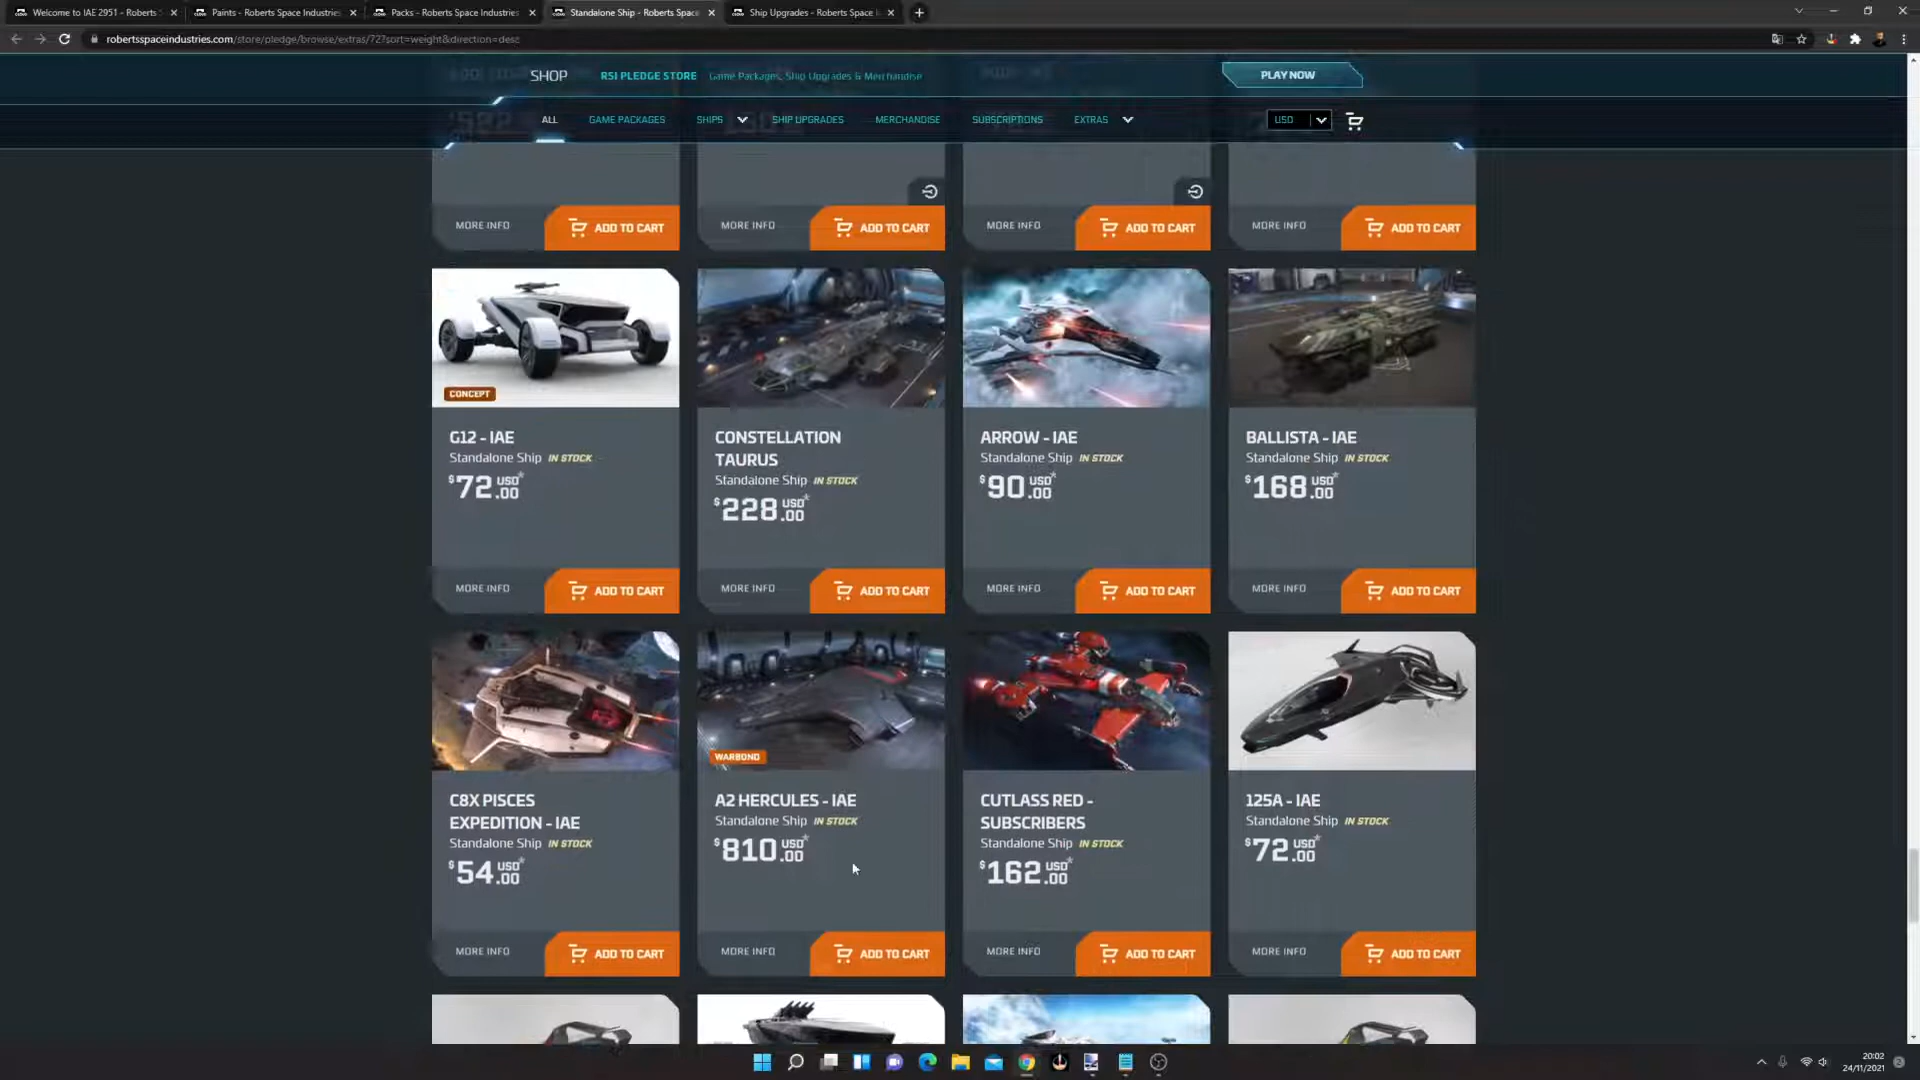 Welcome to IAE 2951 - Roberts S
Paints - Roberts Space Industries
Packs - Roberts Space Industries
Standalone Ship - Roberts Space
Ship Upgrades - Roberts Space I
robertsspaceindustries.com/store/pledge/browse/extras/72?sort=weight&direction=desc
SHOP
RSI PLEDGE STORE
Game Packages, Ship Upgrades & Merchandise
PLAY NOW
ALL
GAME PACKAGES
SHIPS
SHIP UPGRADES
MERCHANDISE
SUBSCRIPTIONS
EXTRAS
USD
MORE INFO
ADD TO CART
MORE INFO
ADD TO CART
MORE INFO
ADD TO CART
MORE INFO
ADD TO CART
CONCEPT
G12 - IAE
Standalone Ship IN STOCK
$72.00 USD*
MORE INFO
ADD TO CART
CONSTELLATION
TAURUS
Standalone Ship IN STOCK
$228.00 USD*
MORE INFO
ADD TO CART
ARROW - IAE
Standalone Ship IN STOCK
$90.00 USD*
MORE INFO
ADD TO CART
BALLISTA - IAE
Standalone Ship IN STOCK
$168.00 USD*
MORE INFO
ADD TO CART
C8X PISCES
EXPEDITION - IAE
Standalone Ship IN STOCK
$54.00 USD*
MORE INFO
ADD TO CART
WARBOND
A2 HERCULES - IAE
Standalone Ship IN STOCK
$810.00 USD*
MORE INFO
ADD TO CART
CUTLASS RED -
SUBSCRIBERS
Standalone Ship IN STOCK
$162.00 USD*
MORE INFO
ADD TO CART
125A - IAE
Standalone Ship IN STOCK
$72.00 USD*
MORE INFO
ADD TO CART
20:02
24/11/2021